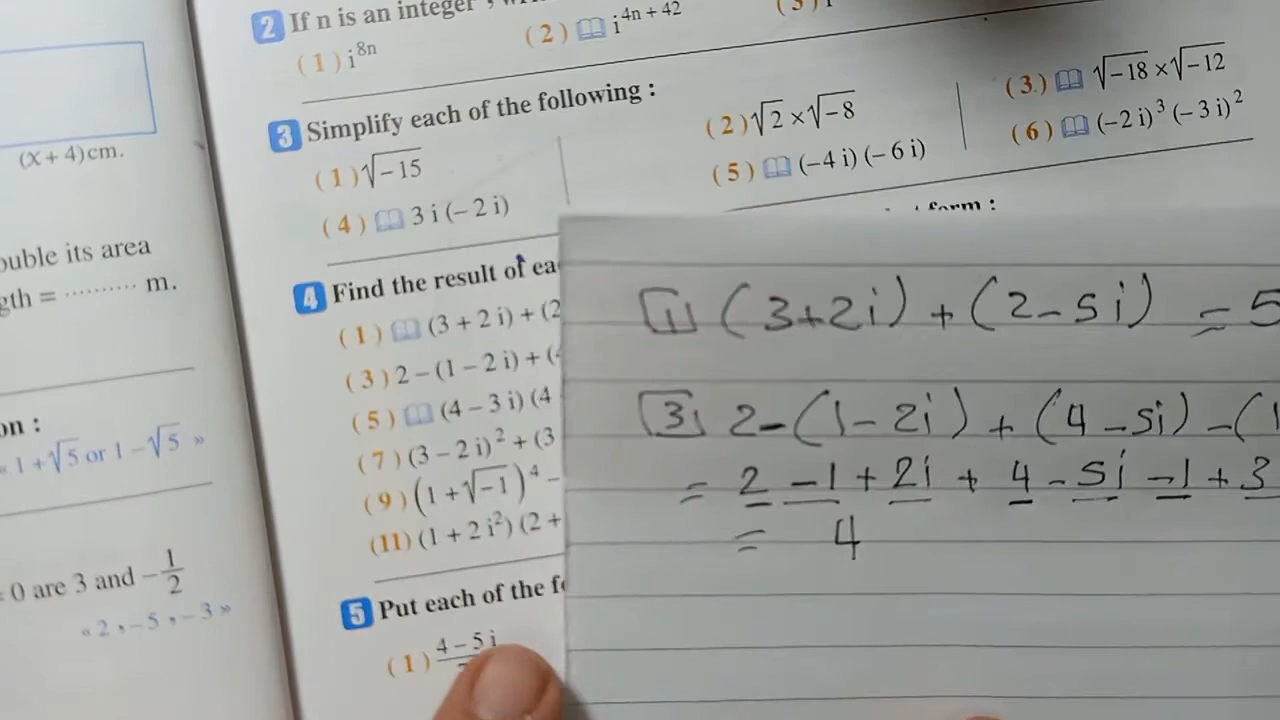 (x + 4) cm.
ouble its area
gth = .......... m.
on :
« 1 + √5 or 1 - √5 »
= 0 are 3 and - 1/2
« 2 , - 5 , - 3 »
2 If n is an integer ,
(1) i^8n
(2) i^4n + 42
3 Simplify each of the following :
(1) √-15
(2) √2 × √-8
(3) √-18 × √-12
(4) 3 i (- 2 i)
(5) (-4 i) (- 6 i)
(6) (-2 i)^3 (- 3 i)^2
form :
4 Find the result of ea
(1) (3 + 2 i) + (2
(3) 2 - (1 - 2 i) + (
(5) (4 - 3 i) (4
(7) (3 - 2 i)^2 + (3
(9) (1 + √-1)^4 -
(11) (1 + 2 i^2) (2 +
5 Put each of the f
(1) 4 - 5 i
1 (3+2i) + (2-5i) = 5
3 2-(1-2i) + (4-5i) -(1
= 2 -1 + 2i + 4 - 5i -1 + 3
= 4